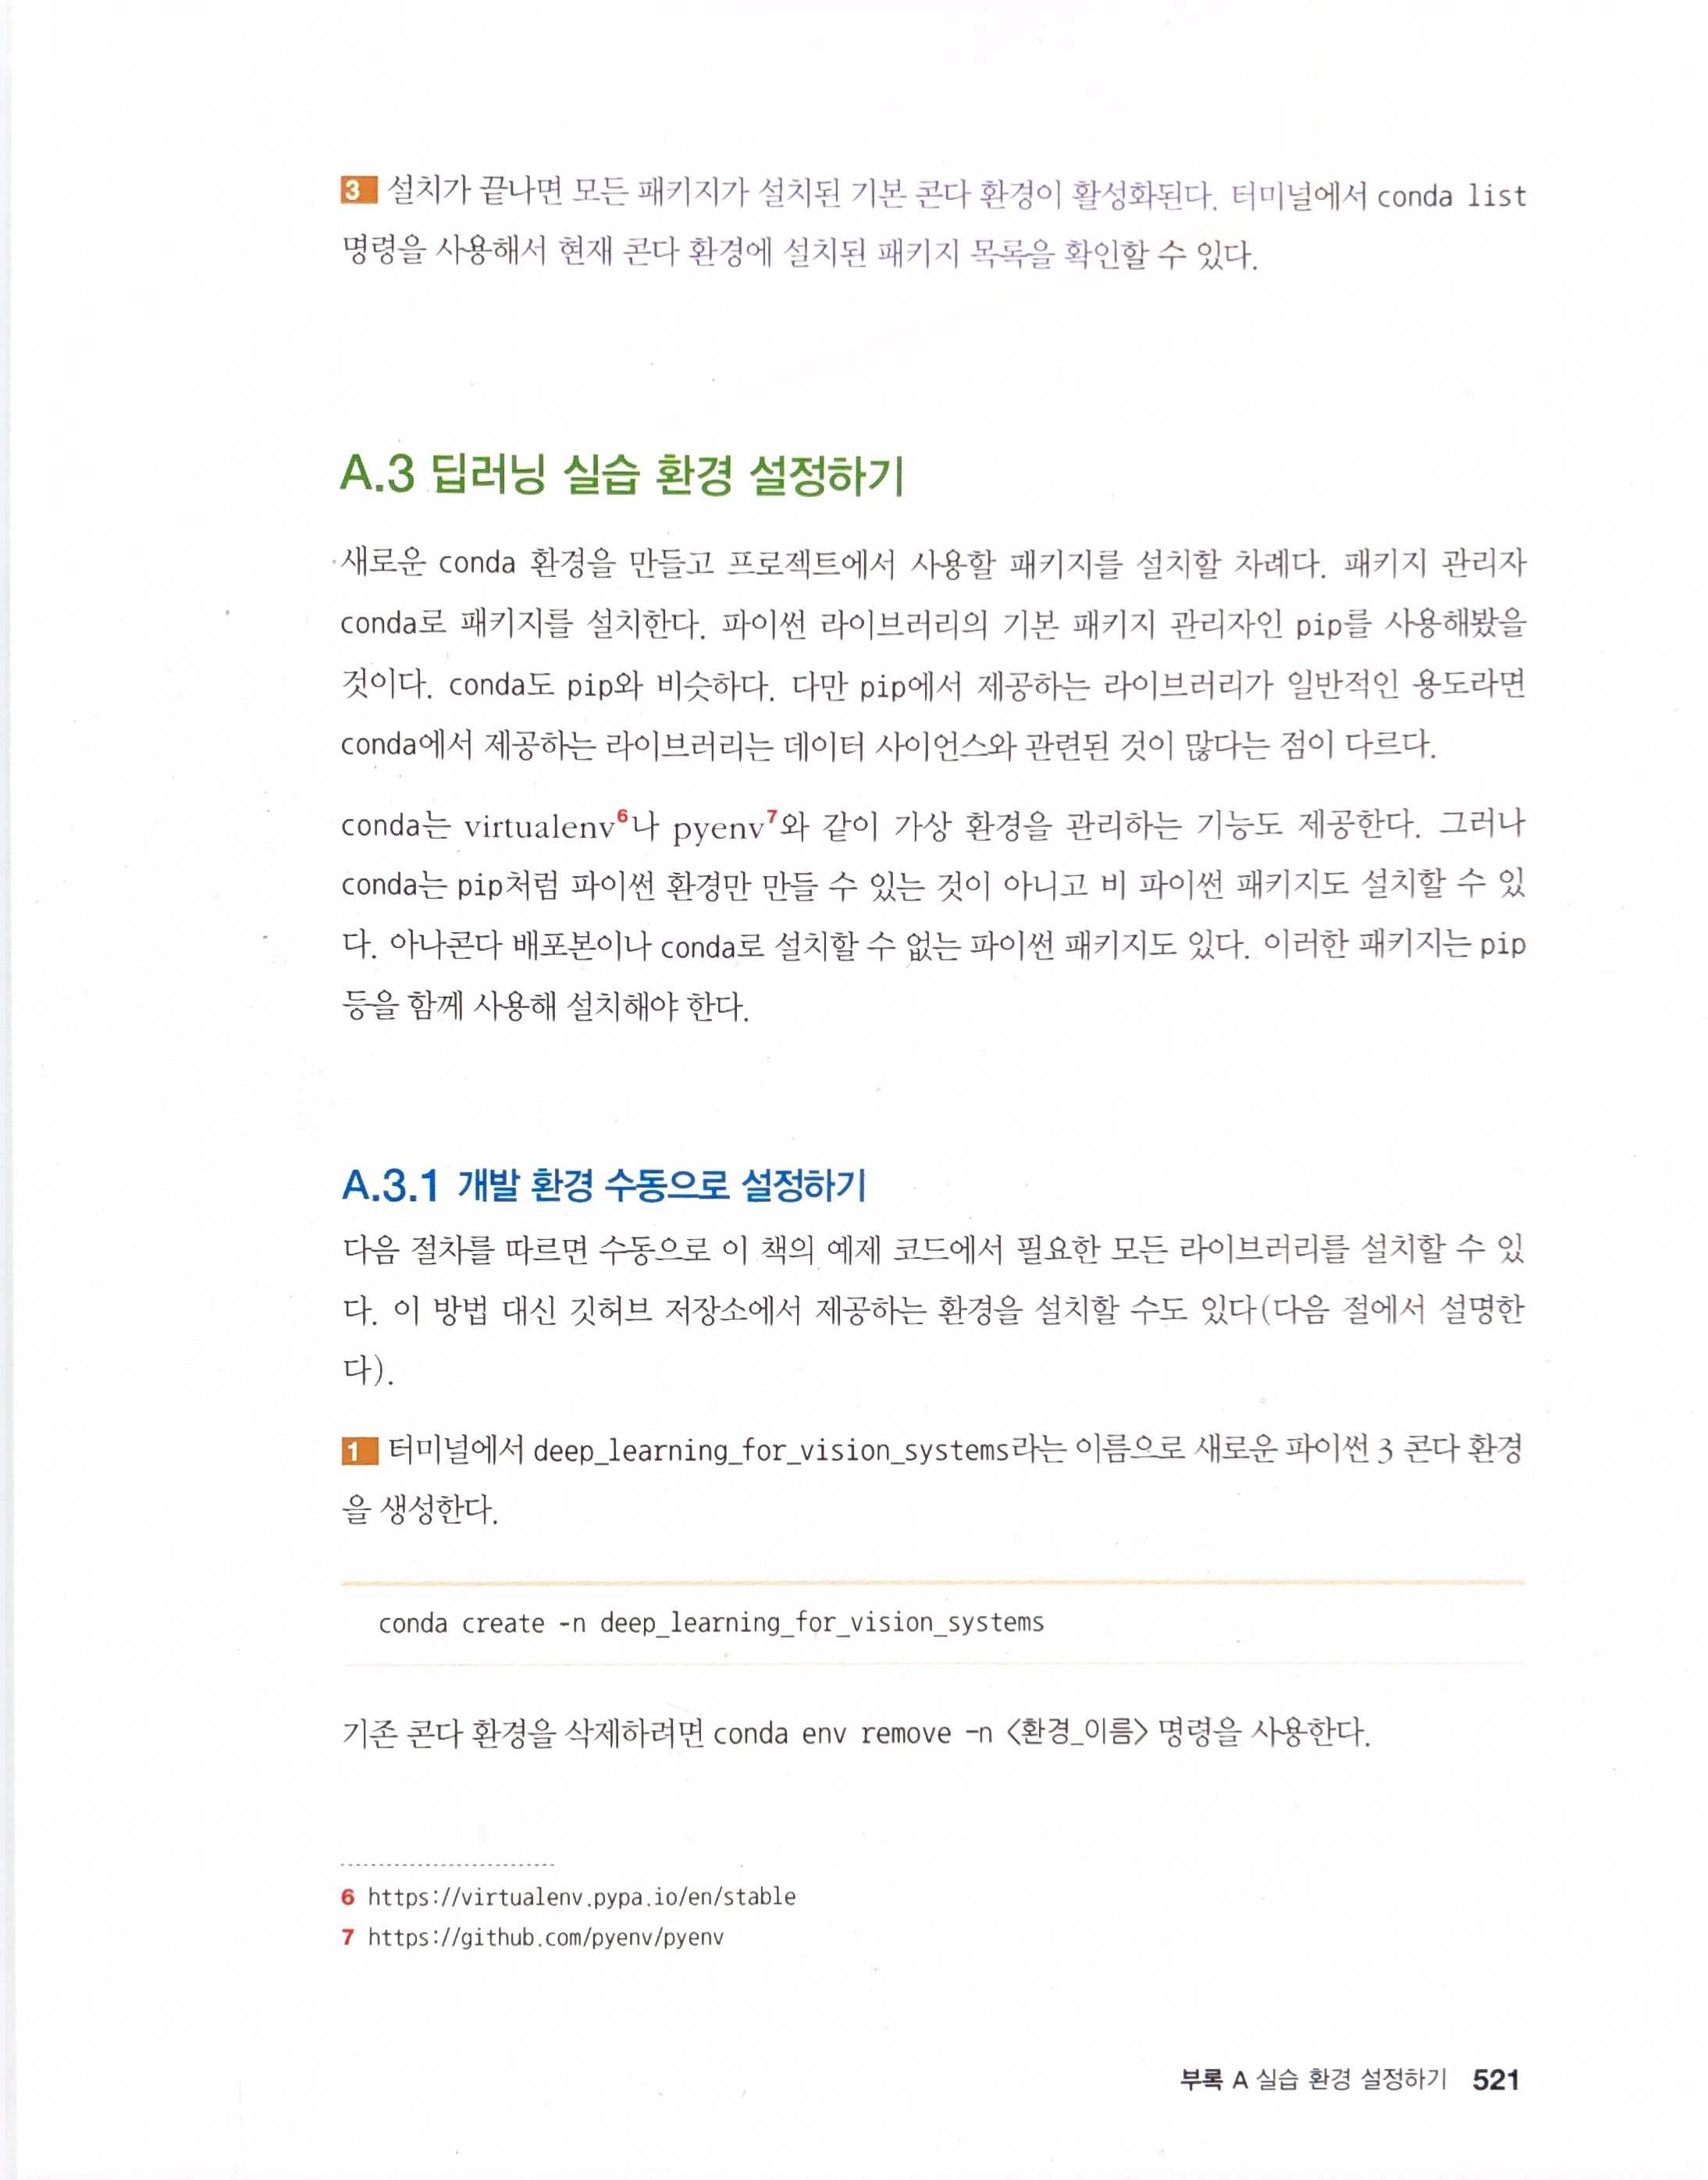 3 설치가 끝나면 모든 패키지가 설치된 기본 콘다 환경이 활성화된다. 터미널에서 conda list
명령을 사용해서 현재 콘다 환경에 설치된 패키지 목록을 확인할 수 있다.
A.3 딥러닝 실습 환경 설정하기
새로운 conda 환경을 만들고 프로젝트에서 사용할 패키지를 설치할 차례다. 패키지 관리자
conda로 패키지를 설치한다. 파이썬 라이브러리의 기본 패키지 관리자인 pip를 사용해봤을
것이다. conda도 pip와 비슷하다. 다만 pip에서 제공하는 라이브러리가 일반적인 용도라면
conda에서 제공하는 라이브러리는 데이터 사이언스와 관련된 것이 많다는 점이 다르다.
conda는 virtualenv6나 pyenv7와 같이 가상 환경을 관리하는 기능도 제공한다. 그러나
conda는 pip처럼 파이썬 환경만 만들 수 있는 것이 아니고 비 파이썬 패키지도 설치할 수 있
다. 아나콘다 배포본이나 conda로 설치할 수 없는 파이썬 패키지도 있다. 이러한 패키지는 pip
등을 함께 사용해 설치해야 한다.
A.3.1 개발 환경 수동으로 설정하기
다음 절차를 따르면 수동으로 이 책의 예제 코드에서 필요한 모든 라이브러리를 설치할 수 있
다. 이 방법 대신 깃허브 저장소에서 제공하는 환경을 설치할 수도 있다(다음 절에서 설명한
다).
1 터미널에서 deep_learning_for_vision_systems라는 이름으로 새로운 파이썬 3 콘다 환경
을 생성한다.
conda create -n deep_learning_for_vision_systems
기존 콘다 환경을 삭제하려면 conda env remove -n <환경_이름> 명령을 사용한다.
6 https://virtualenv.pypa.io/en/stable
7 https://github.com/pyenv/pyenv
부록 A 실습 환경 설정하기 521